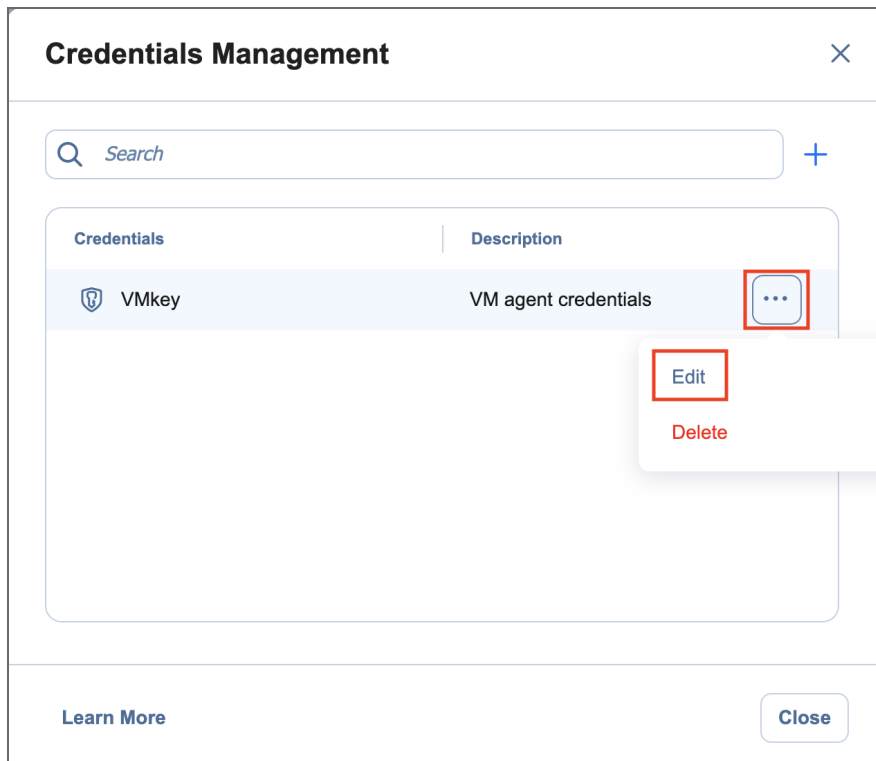 Credentials Management
Search
Credentials Description
VMkey VM agent credentials
Edit
Delete
Learn More Close